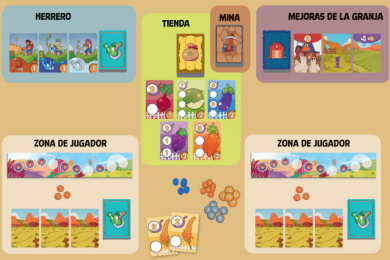 HERRERO
TIENDA
MINA
MEJORAS DE LA GRANJA
ZONA DE JUGADOR
ZONA DE JUGADOR